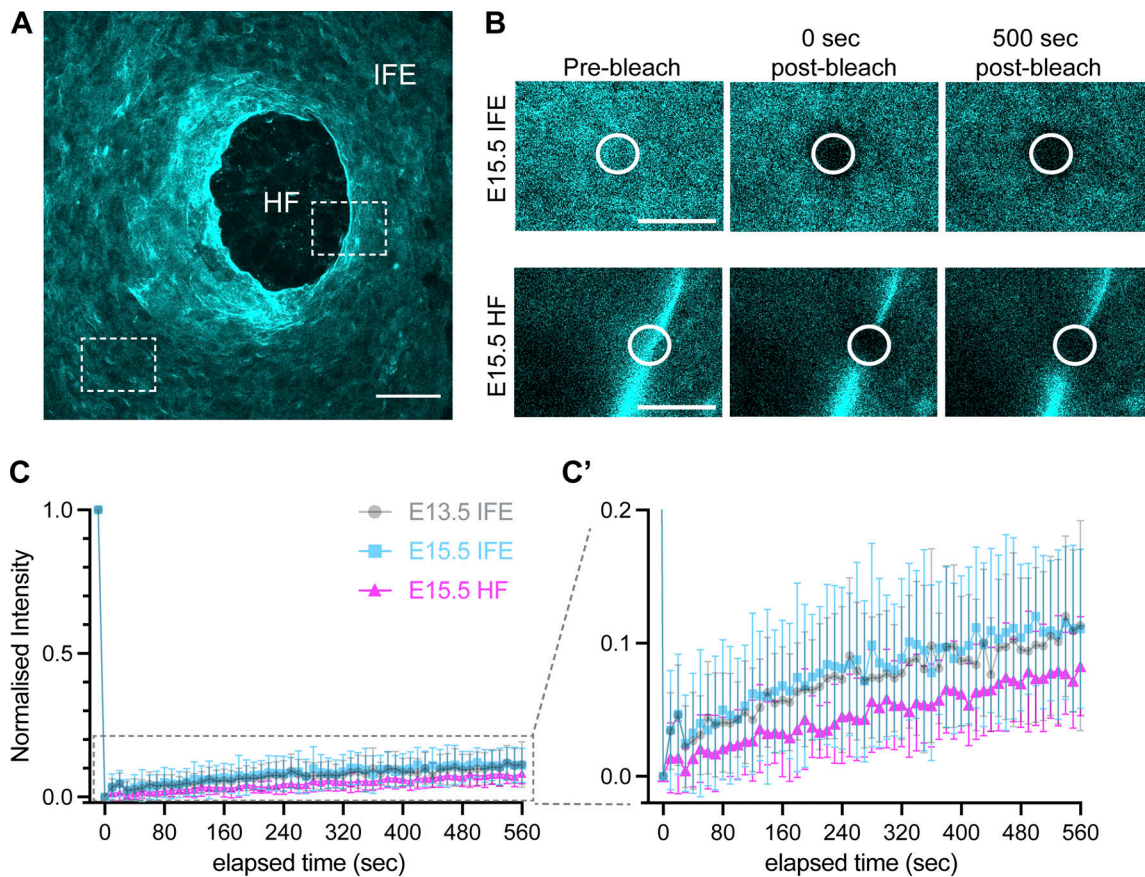 A
IFE
HF
B
Pre-bleach
0 sec
post-bleach
500 sec
post-bleach
E15.5 IFE
E15.5 HF
C
1.0
0.5
0.0
Normalised Intensity
0 80 160 240 320 400 480 560
elapsed time (sec)
E13.5 IFE
E15.5 IFE
E15.5 HF
C’
0.2
0.1
0.0
0 80 160 240 320 400 480 560
elapsed time (sec)